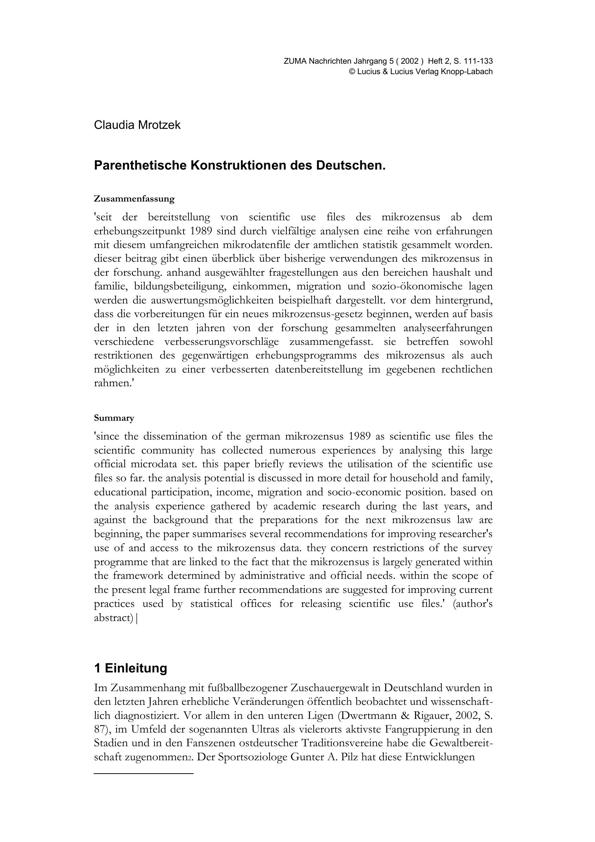 ZUMA Nachrichten Jahrgang 5 ( 2002 ) Heft 2, S. 111-133
© Lucius & Lucius Verlag Knopp-Labach
Claudia Mrotzek
Parenthetische Konstruktionen des Deutschen.
Zusammenfassung
'seit der bereitstellung von scientific use files des mikrozensus ab dem
erhebungszeitpunkt 1989 sind durch vielfältige analysen eine reihe von erfahrungen
mit diesem umfangreichen mikrodatenfile der amtlichen statistik gesammelt worden.
dieser beitrag gibt einen überblick über bisherige verwendungen des mikrozensus in
der forschung. anhand ausgewählter fragestellungen aus den bereichen haushalt und
familie, bildungsbeteiligung, einkommen, migration und sozio-ökonomische lagen
werden die auswertungsmöglichkeiten beispielhaft dargestellt. vor dem hintergrund,
dass die vorbereitungen für ein neues mikrozensus-gesetz beginnen, werden auf basis
der in den letzten jahren von der forschung gesammelten analyseerfahrungen
verschiedene verbesserungsvorschläge zusammengefasst. sie betreffen sowohl
restriktionen des gegenwärtigen erhebungsprogramms des mikrozensus als auch
möglichkeiten zu einer verbesserten datenbereitstellung im gegebenen rechtlichen
rahmen.'
Summary
'since the dissemination of the german mikrozensus 1989 as scientific use files the
scientific community has collected numerous experiences by analysing this large
official microdata set. this paper briefly reviews the utilisation of the scientific use
files so far. the analysis potential is discussed in more detail for household and family,
educational participation, income, migration and socio-economic position. based on
the analysis experience gathered by academic research during the last years, and
against the background that the preparations for the next mikrozensus law are
beginning, the paper summarises several recommendations for improving researcher's
use of and access to the mikrozensus data. they concern restrictions of the survey
programme that are linked to the fact that the mikrozensus is largely generated within
the framework determined by administrative and official needs. within the scope of
the present legal frame further recommendations are suggested for improving current
practices used by statistical offices for releasing scientific use files.' (author's
abstract)|
1 Einleitung
Im Zusammenhang mit fußballbezogener Zuschauergewalt in Deutschland wurden in
den letzten Jahren erhebliche Veränderungen öffentlich beobachtet und wissenschaft-
lich diagnostiziert. Vor allem in den unteren Ligen (Dwertmann & Rigauer, 2002, S.
87), im Umfeld der sogenannten Ultras als vielerorts aktivste Fangruppierung in den
Stadien und in den Fanszenen ostdeutscher Traditionsvereine habe die Gewaltbereit-
schaft zugenommen2. Der Sportsoziologe Gunter A. Pilz hat diese Entwicklungen